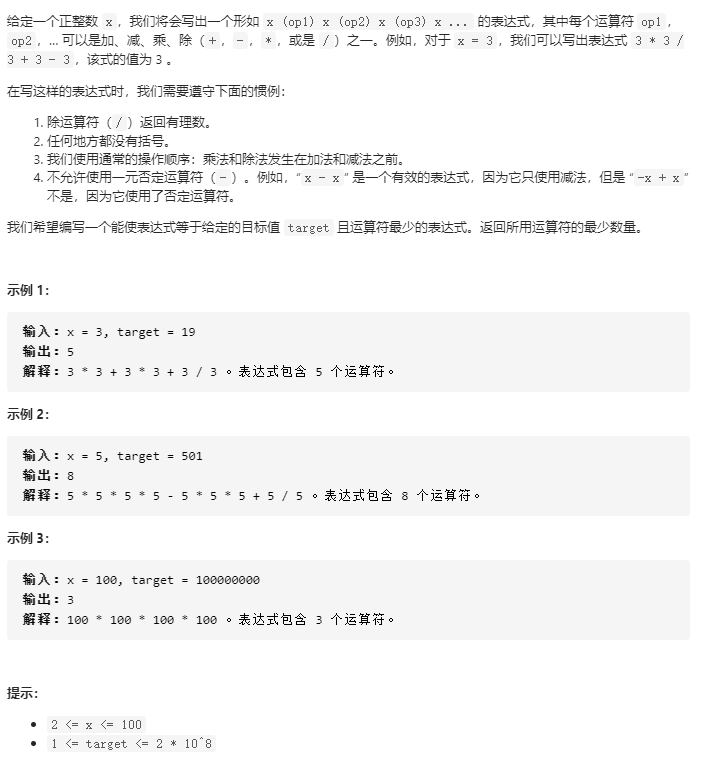 给定一个正整数 x，我们将会写出一个形如 x (op1) x (op2) x (op3) x ... 的表达式，其中每个运算符 op1，
op2，… 可以是加、减、乘、除（+，-，*，或是 /）之一。例如，对于 x = 3，我们可以写出表达式 3 * 3 /
3 + 3 - 3，该式的值为 3 。
在写这样的表达式时，我们需要遵守下面的惯例：
1. 除运算符（/）返回有理数。
2. 任何地方都没有括号。
3. 我们使用通常的操作顺序：乘法和除法发生在加法和减法之前。
4. 不允许使用一元否定运算符（-）。例如，“x - x” 是一个有效的表达式，因为它只使用减法，但是 “-x + x”
不是，因为它使用了否定运算符。
我们希望编写一个能使表达式等于给定的目标值 target 且运算符最少的表达式。返回所用运算符的最少数量。
示例 1：
输入：x = 3, target = 19
输出：5
解释：3 * 3 + 3 * 3 + 3 / 3 。表达式包含 5 个运算符。
示例 2：
输入：x = 5, target = 501
输出：8
解释：5 * 5 * 5 * 5 - 5 * 5 * 5 + 5 / 5 。表达式包含 8 个运算符。
示例 3：
输入：x = 100, target = 100000000
输出：3
解释：100 * 100 * 100 * 100 。表达式包含 3 个运算符。
提示：
• 2 <= x <= 100
• 1 <= target <= 2 * 10^8